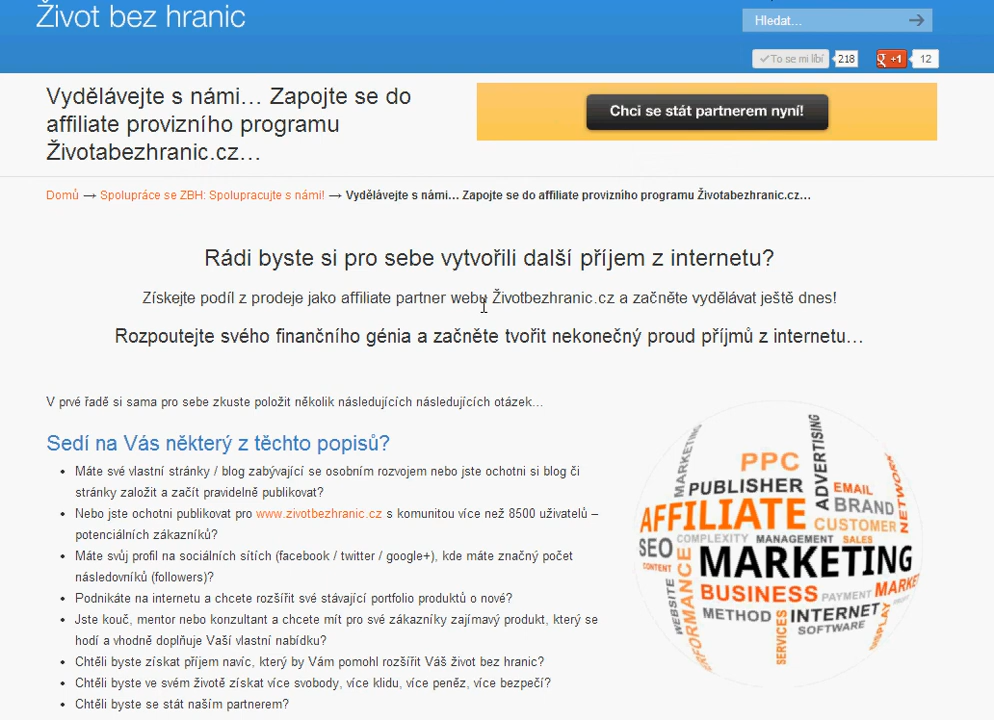 Život bez hranic
Hledat...
To se mi líbí 218
+1 12
Vydělávejte s námi... Zapojte se do
affiliate provizního programu
Životabezhranic.cz...
Chci se stát partnerem nyní!
Domů → Spolupráce se ZBH: Spolupracujte s námi! → Vydělávejte s námi... Zapojte se do affiliate provizního programu Životabezhranic.cz...
Rádi byste si pro sebe vytvořili další příjem z internetu?
Získejte podíl z prodeje jako affiliate partner webu Životbezhranic.cz a začněte vydělávat ještě dnes!
Rozpoutejte svého finančního génia a začněte tvořit nekonečný proud příjmů z internetu...
V prvé řadě si sama pro sebe zkuste položit několik následujících následujících otázek...
Sedí na Vás některý z těchto popisů?
• Máte své vlastní stránky / blog zabývající se osobním rozvojem nebo jste ochotni si blog či
stránky založit a začít pravidelně publikovat?
• Nebo jste ochotni publikovat pro www.zivotbezhranic.cz s komunitou více než 8500 uživatelů –
potenciálních zákazníků?
• Máte svůj profil na sociálních sítích (facebook / twitter / google+), kde máte značný počet
následovníků (followers)?
• Podnikáte na internetu a chcete rozšířit své stávající portfolio produktů o nové?
• Jste kouč, mentor nebo konzultant a chcete mít pro své zákazníky zajímavý produkt, který se
hodí a vhodně doplňuje Vaší vlastní nabídku?
• Chtěli byste získat příjem navíc, který by Vám pomohl rozšířit Váš život bez hranic?
• Chtěli byste ve svém životě získat více svobody, více klidu, více peněz, více bezpečí?
• Chtěli byste se stát naším partnerem?
MARKETING
PPC
ADVERTISING
PUBLISHER
EMAIL
NETWORK
AFFILIATE
BRAND
CUSTOMER
SEO
COMPLEXITY
MANAGEMENT
SALES
CONTENT
MARKETING
BUSINESS
PAYMENT
MARKET
WEBSITE
METHOD
SERVICES
INTERNET
SOFTWARE
DISPLAY